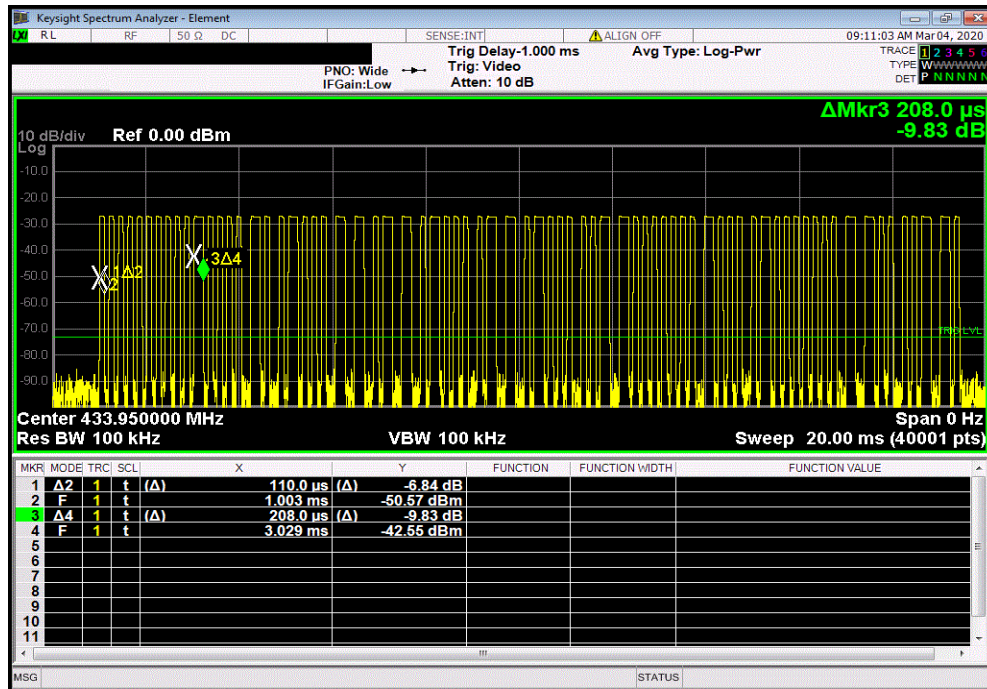 Keysight Spectrum Analyzer - Element
LXI RL RF 50 Ω DC SENSE:INT ALIGN OFF 09:11:03 AM Mar 04, 2020
Trig Delay-1.000 ms Avg Type: Log-Pwr TRACE 1 2 3 4 5 6
PNO: Wide Trig: Video TYPE WWWWWWW
IFGain:Low Atten: 10 dB DET P N N N N N
ΔMkr3 208.0 µs
-9.83 dB
10 dB/div Ref 0.00 dBm
Log
-10.0
-20.0
-30.0
-40.0
3Δ4
-50.0
1Δ2
2
-60.0
-70.0
TRIG LVL
-80.0
-90.0
Center 433.950000 MHz Span 0 Hz
Res BW 100 kHz VBW 100 kHz Sweep 20.00 ms (40001 pts)
MKR MODE TRC SCL X Y FUNCTION FUNCTION WIDTH FUNCTION VALUE
1 Δ2 1 t (Δ) 110.0 µs (Δ) -6.84 dB
2 F 1 t 1.003 ms -50.57 dBm
3 Δ4 1 t (Δ) 208.0 µs (Δ) -9.83 dB
4 F 1 t 3.029 ms -42.55 dBm
5
6
7
8
9
10
11
MSG STATUS